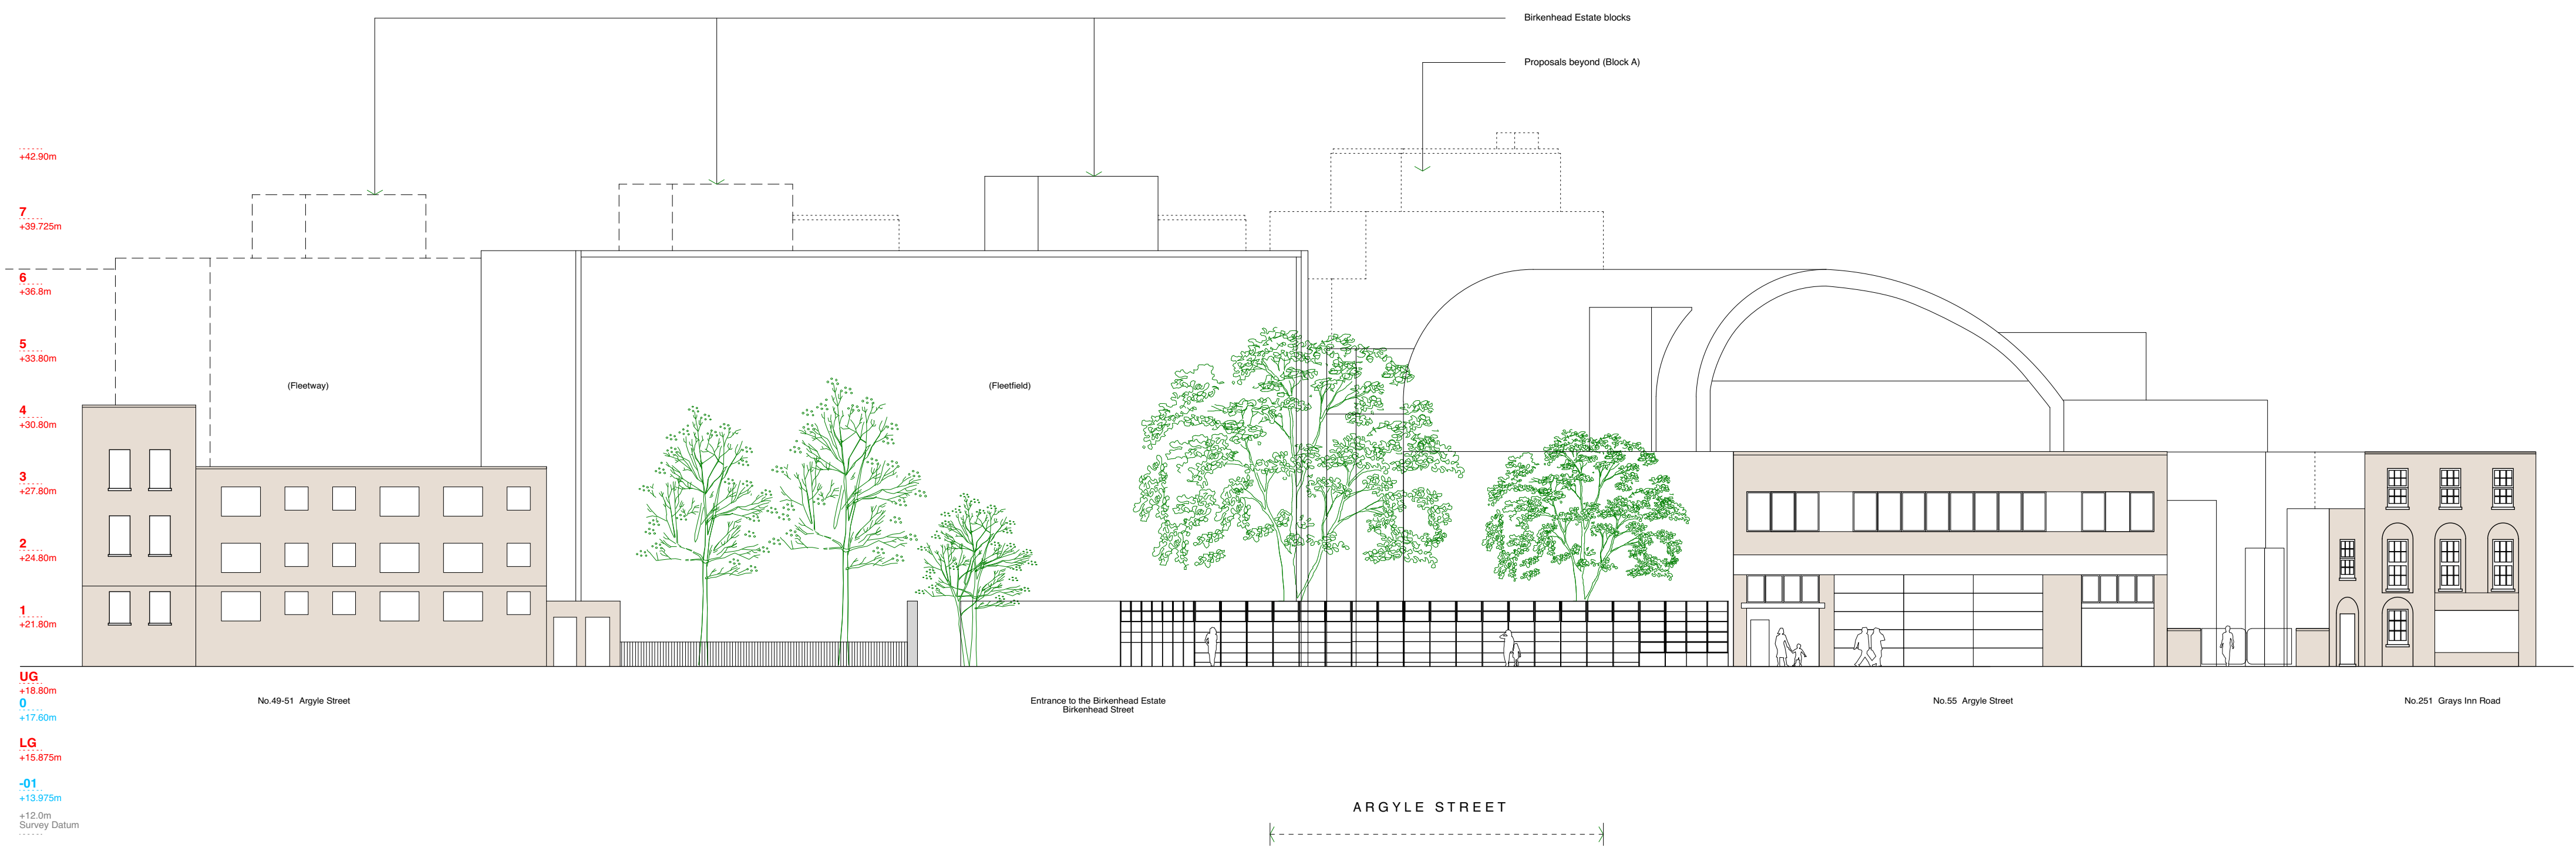 Birkenhead Estate blocks
Proposals beyond (Block A)
+42.90m
7
+39.725m
6
+36.8m
5
+33.80m
4
+30.80m
3
+27.80m
2
+24.80m
1
+21.80m
UG
+18.80m
0
+17.60m
LG
+15.875m
-01
+13.975m
+12.0m
Survey Datum
(Fleetway)
(Fleetfield)
No.49-51 Argyle Street
Entrance to the Birkenhead Estate
Birkenhead Street
No.55 Argyle Street
No.251 Grays Inn Road
ARGYLE STREET